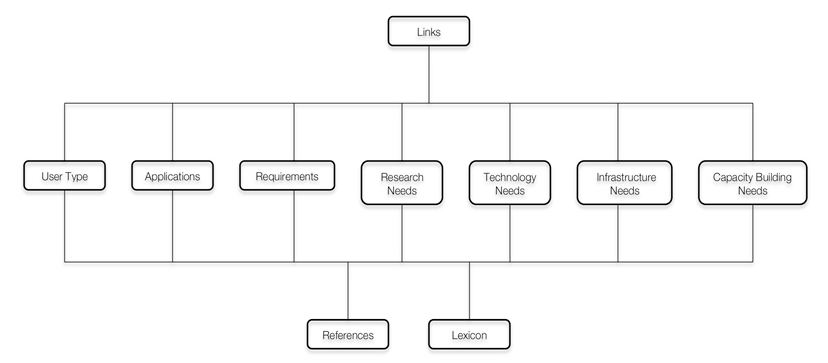 Links
User Type
Applications
Requirements
Research
Needs
Technology
Needs
Infrastructure
Needs
Capacity Building
Needs
References
Lexicon